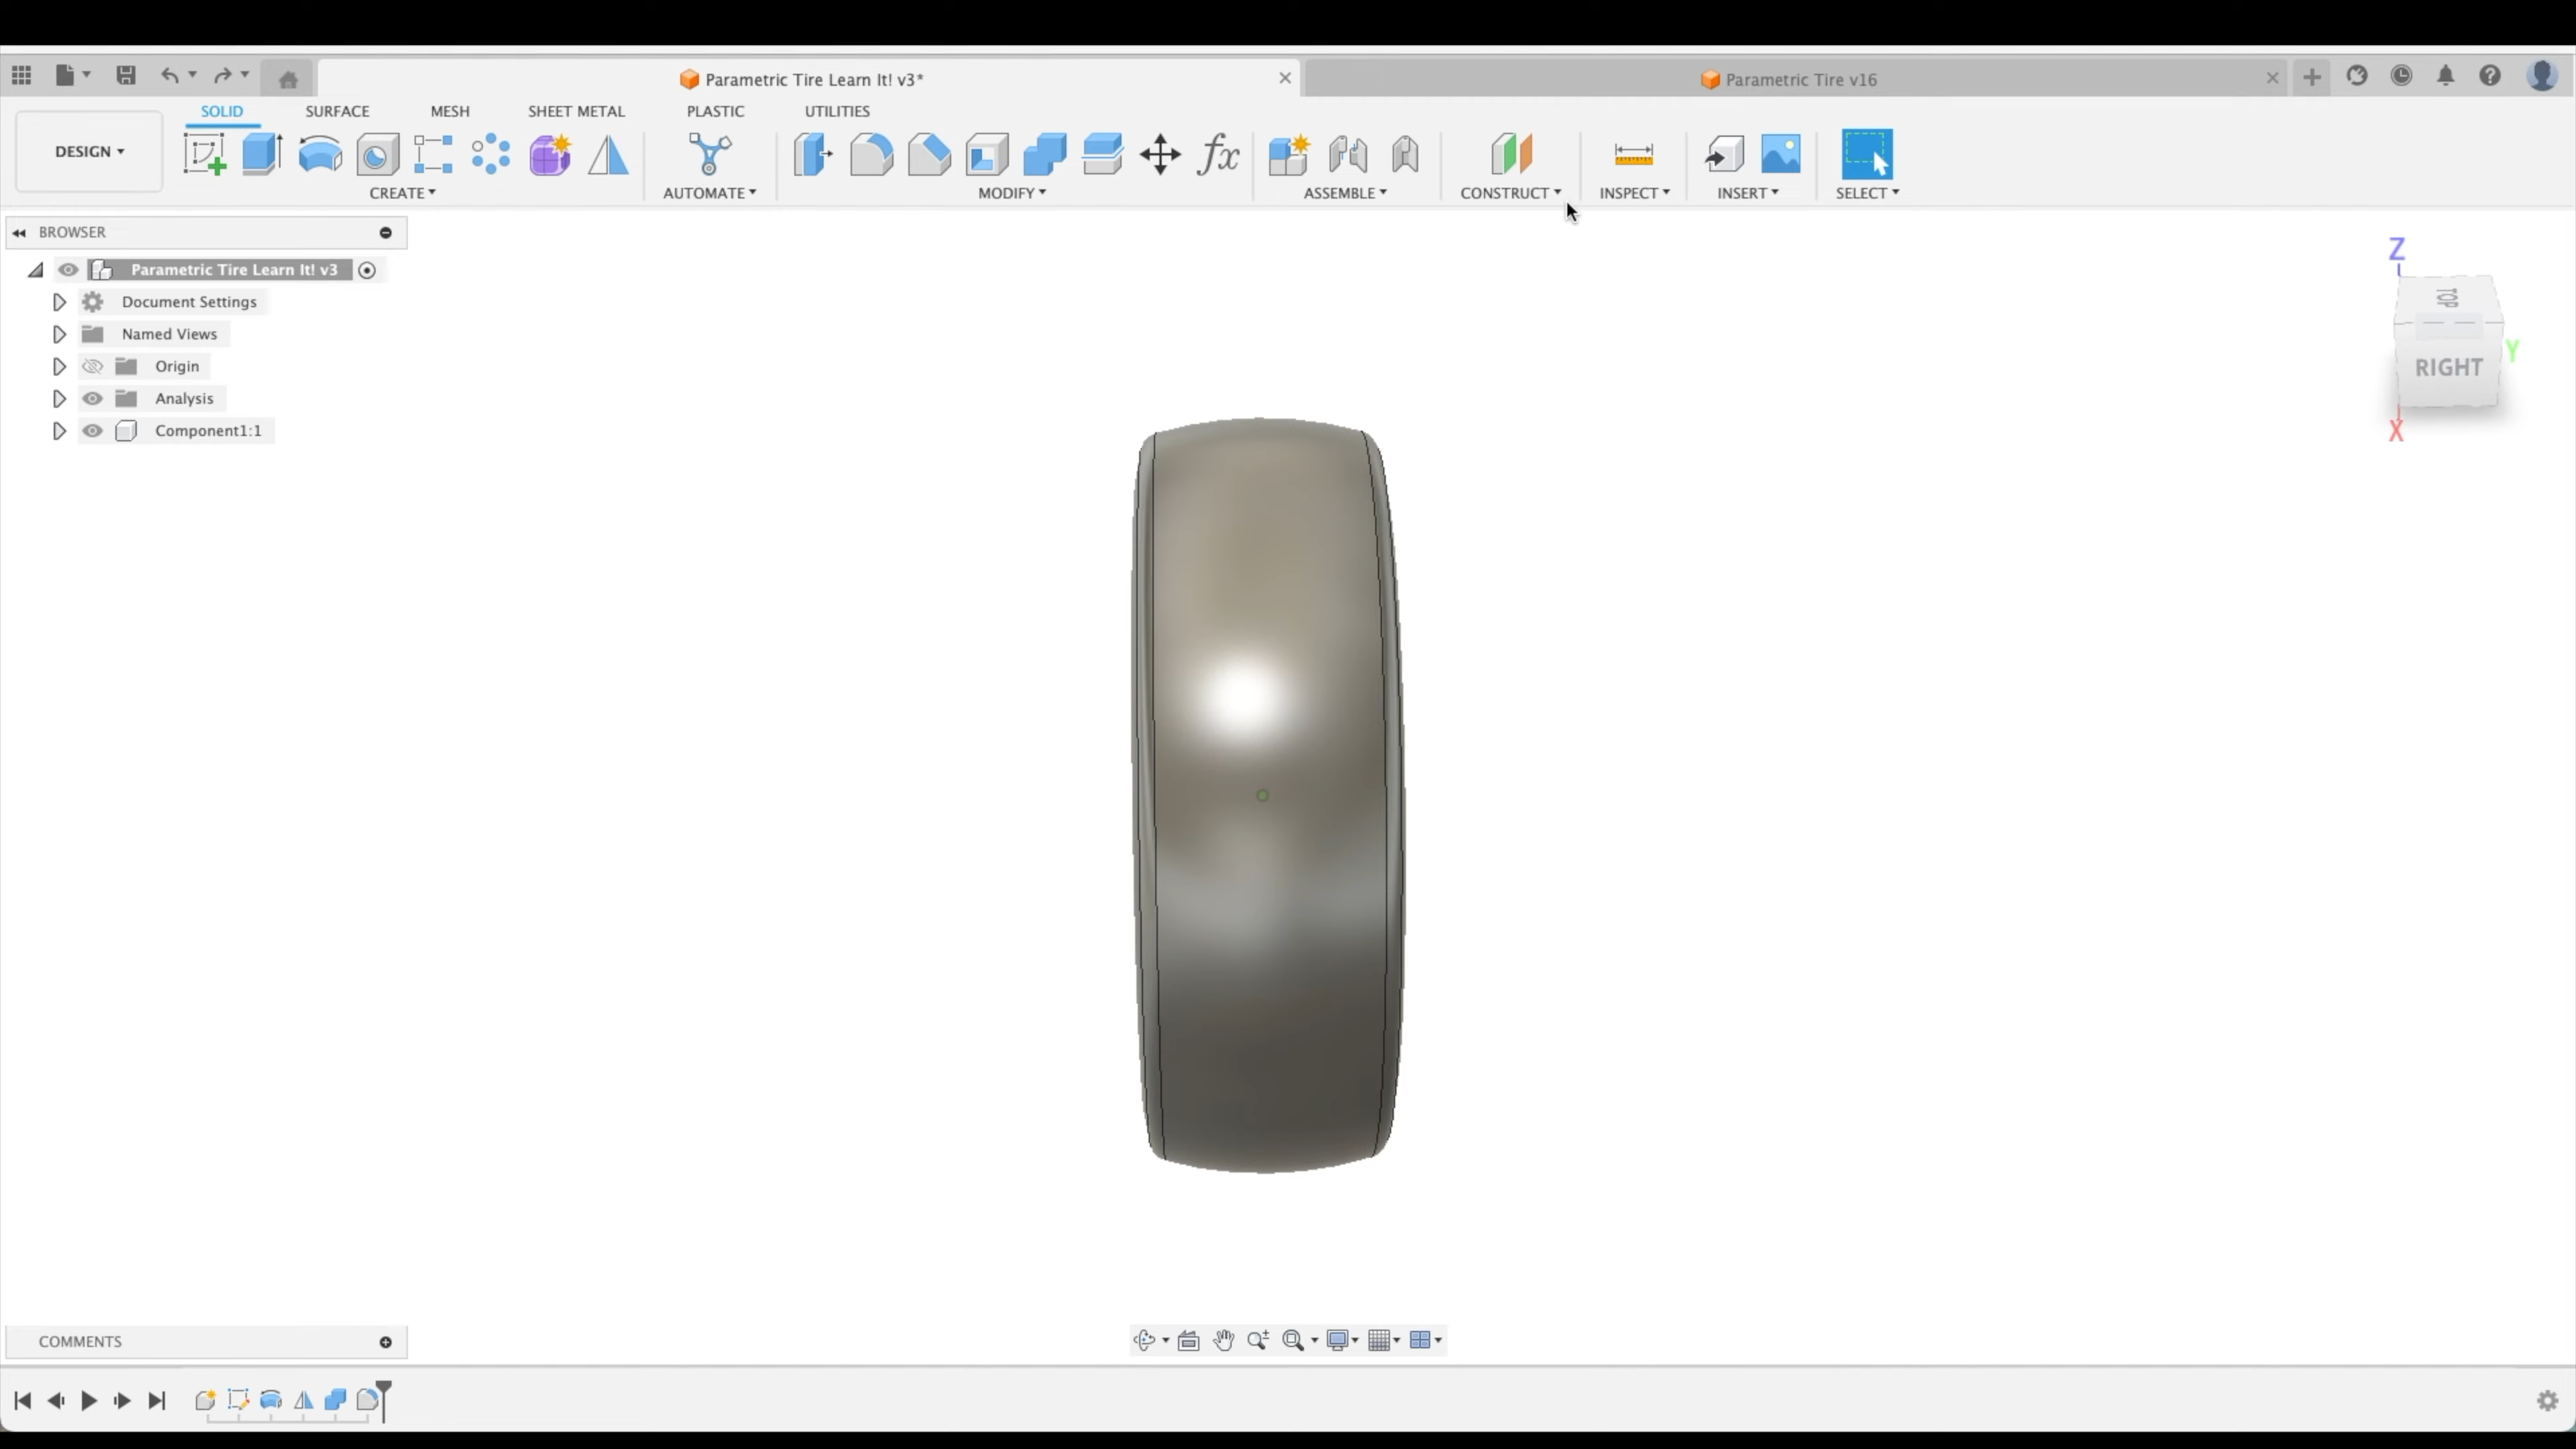 Parametric Tire Learn It! v3*
Parametric Tire v16
SOLID SURFACE MESH SHEET METAL PLASTIC UTILITIES
DESIGN
fx
CREATE AUTOMATE MODIFY ASSEMBLE CONSTRUCT INSPECT INSERT SELECT
BROWSER
Parametric Tire Learn It! v3
Document Settings
Named Views
Origin
Analysis
Component1:1
Z
TOP
Y
RIGHT
X
COMMENTS